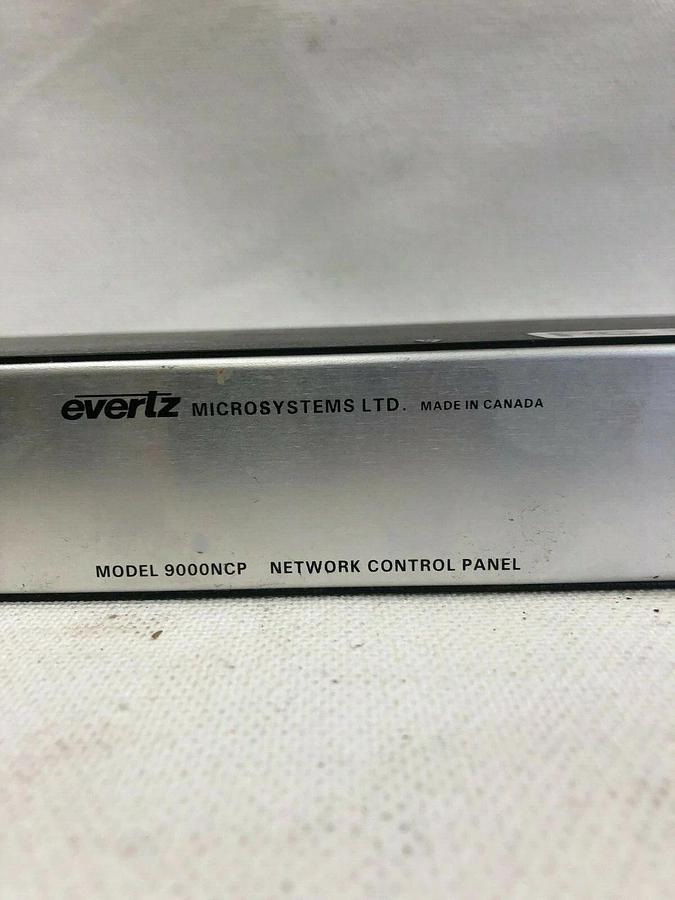 evertz MICROSYSTEMS LTD. MADE IN CANADA
MODEL 9000NCP NETWORK CONTROL PANEL